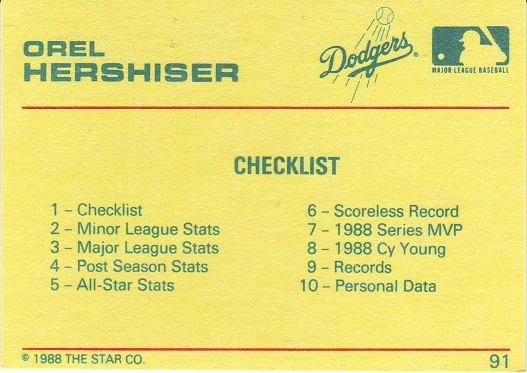 OREL
HERSHISER
Dodgers®
MAJOR LEAGUE BASEBALL
CHECKLIST
1 – Checklist
2 – Minor League Stats
3 – Major League Stats
4 – Post Season Stats
5 – All-Star Stats
6 – Scoreless Record
7 – 1988 Series MVP
8 – 1988 Cy Young
9 – Records
10 – Personal Data
© 1988 THE STAR CO.
91